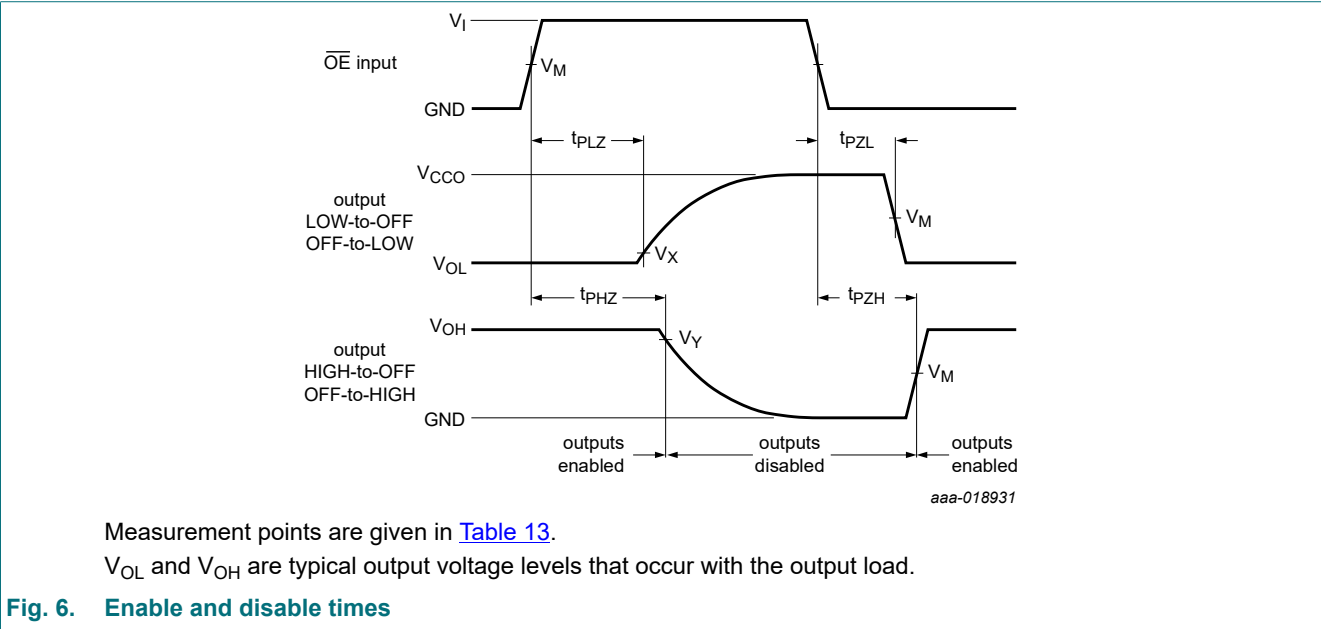 V_I
O̅E̅ input
V_M
GND
t_PLZ
t_PZL
V_CCO
output
LOW-to-OFF
OFF-to-LOW
V_M
V_X
V_OL
t_PHZ
t_PZH
V_OH
V_Y
output
HIGH-to-OFF
OFF-to-HIGH
V_M
GND
outputs
enabled
outputs
disabled
outputs
enabled
aaa-018931
Measurement points are given in Table 13.
V_OL and V_OH are typical output voltage levels that occur with the output load.
Fig. 6. Enable and disable times